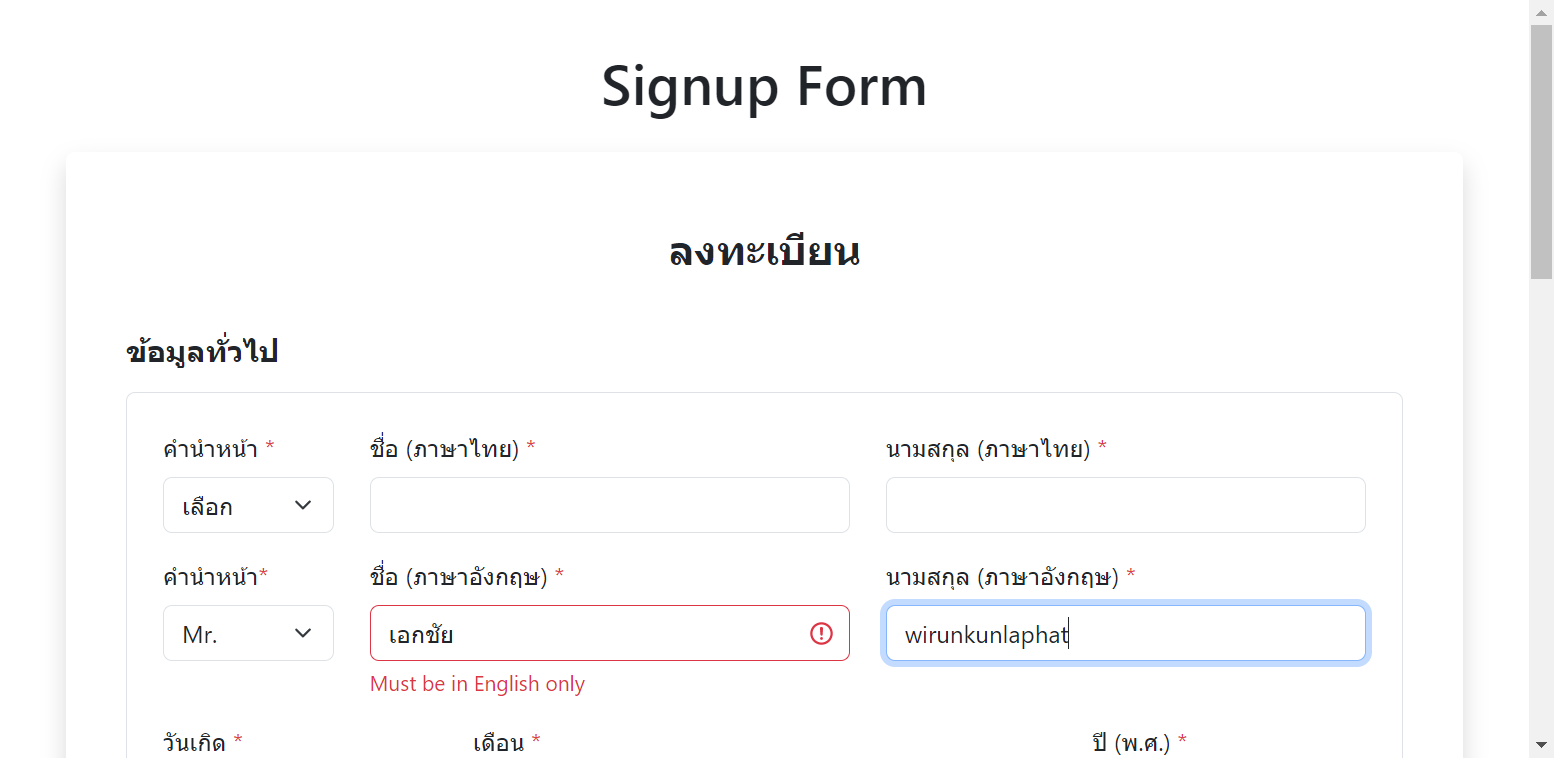 Signup Form
ลงทะเบียน
ข้อมูลทั่วไป
คำนำหน้า * ชื่อ (ภาษาไทย) * นามสกุล (ภาษาไทย) *
เลือก
คำนำหน้า* ชื่อ (ภาษาอังกฤษ) * นามสกุล (ภาษาอังกฤษ) *
Mr. เอกชัย wirunkunlaphat
Must be in English only
วันเกิด * เดือน * ปี (พ.ศ.) *